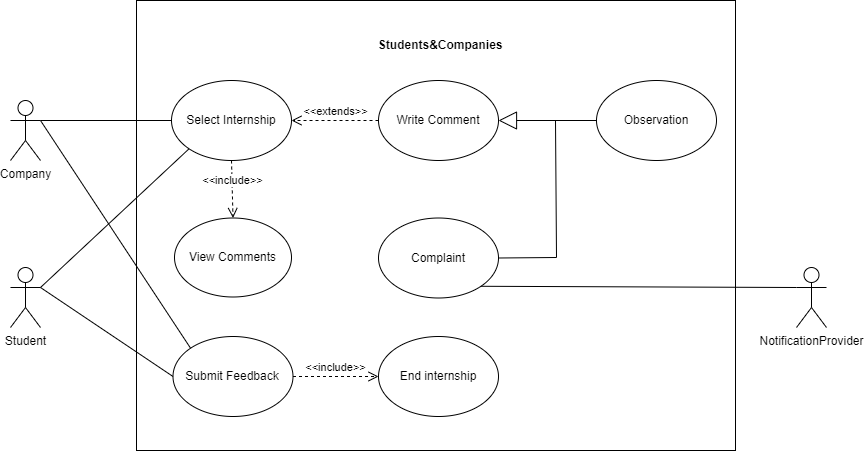 Students&Companies
Select Internship
<<extends>>
Write Comment
Observation
Company
<<include>>
View Comments
Complaint
Student
NotificationProvider
Submit Feedback
<<include>>
End internship